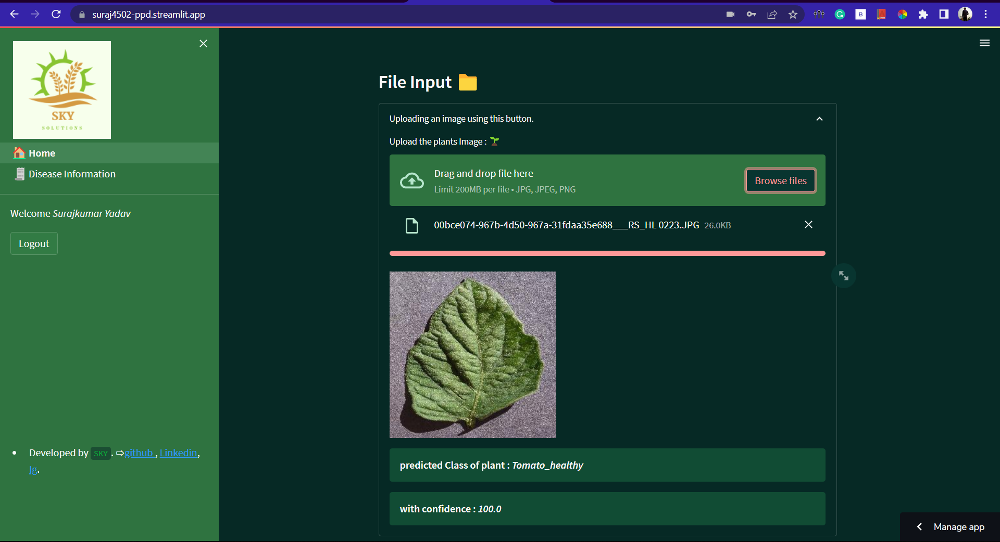 suraj4502-ppd.streamlit.app
SKY
SOLUTIONS
Home
Disease Information
Welcome Surajkumar Yadav
Logout
Developed by SKY. ⇨github , Linkedin,
Ig.
File Input
Uploading an image using this button.
Upload the plants Image :
Drag and drop file here
Limit 200MB per file • JPG, JPEG, PNG
Browse files
00bce074-967b-4d50-967a-31fdaa35e688___RS_HL 0223.JPG 26.0KB
predicted Class of plant : Tomato_healthy
with confidence : 100.0
Manage app